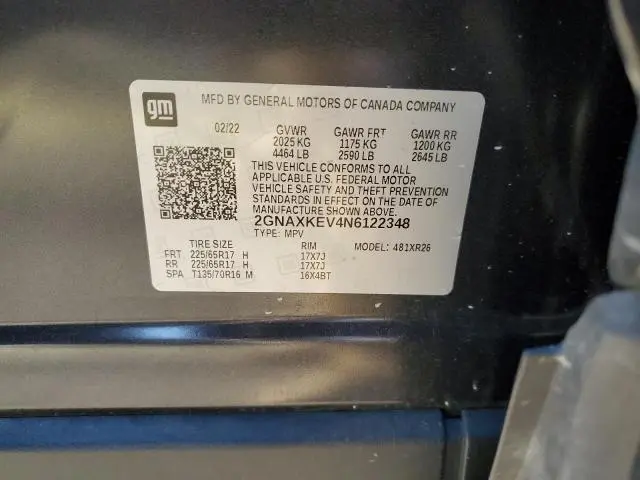 gm
MFD BY GENERAL MOTORS OF CANADA COMPANY
02/22 GVWR GAWR FRT GAWR RR
2025 KG 1175 KG 1200 KG
4464 LB 2590 LB 2645 LB
THIS VEHICLE CONFORMS TO ALL
APPLICABLE U.S. FEDERAL MOTOR
VEHICLE SAFETY AND THEFT PREVENTION
STANDARDS IN EFFECT ON THE DATE OF
MANUFACTURE SHOWN ABOVE.
2GNAXKEV4N6122348
TYPE: MPV MODEL: 481XR26
TIRE SIZE RIM
FRT 225/65R17 H 17X7J
RR 225/65R17 H 17X7J
SPA T135/70R16 M 16X4BT